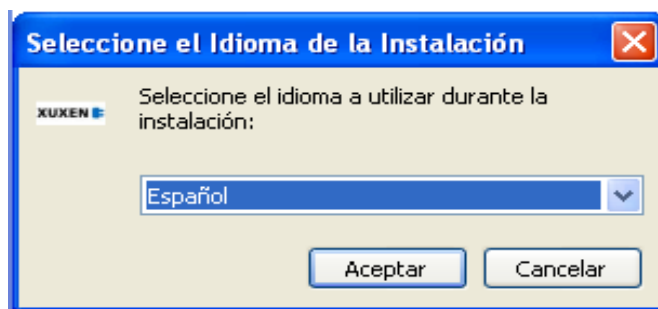 Seleccione el Idioma de la Instalación
XUXEN
Seleccione el idioma a utilizar durante la
instalación:
Español
Aceptar
Cancelar